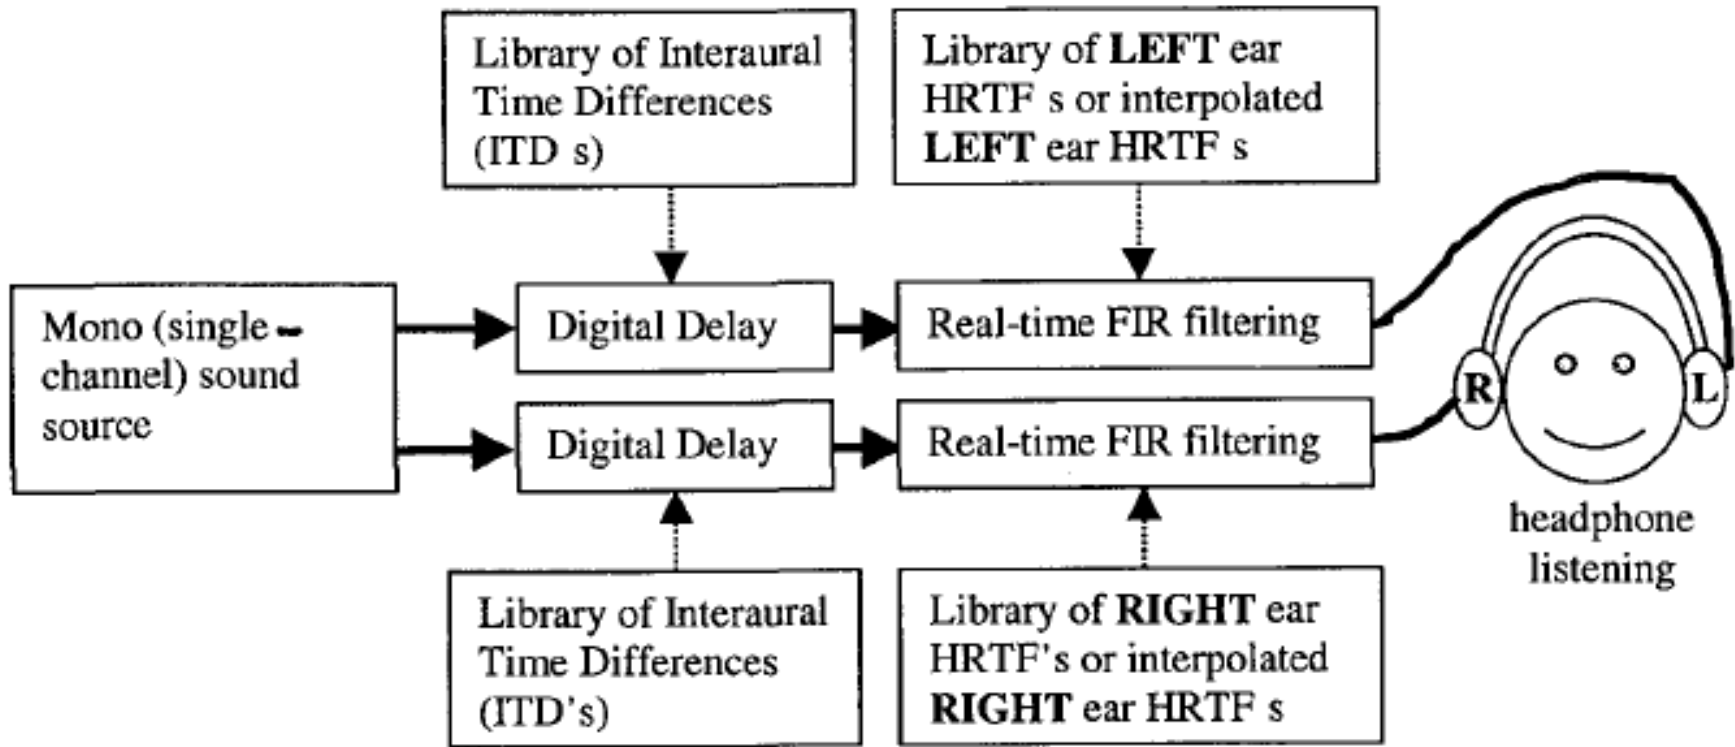 Library of Interaural
Time Differences
(ITD s)
Library of LEFT ear
HRTF s or interpolated
LEFT ear HRTF s
Mono (single-
channel) sound
source
Digital Delay
Real-time FIR filtering
Digital Delay
Real-time FIR filtering
R
L
headphone
listening
Library of Interaural
Time Differences
(ITD's)
Library of RIGHT ear
HRTF's or interpolated
RIGHT ear HRTF s